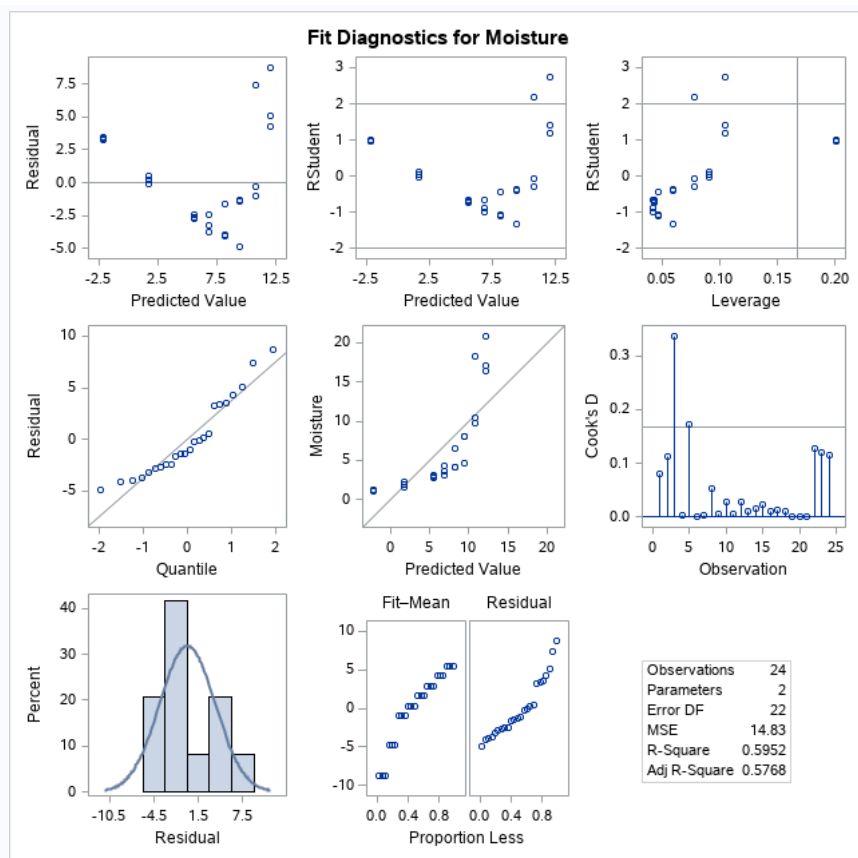 Fit Diagnostics for Moisture
7.5
5.0
2.5
0.0
-2.5
-5.0
Residual
-2.5 2.5 7.5 12.5
Predicted Value
3
2
1
0
-1
-2
RStudent
-2.5 2.5 7.5 12.5
Predicted Value
3
2
1
0
-1
-2
RStudent
0.05 0.10 0.15 0.20
Leverage
10
5
0
-5
Residual
-2 -1 0 1 2
Quantile
20
15
10
5
0
Moisture
0 5 10 15 20
Predicted Value
0.3
0.2
0.1
0.0
Cook's D
0 5 10 15 20 25
Observation
40
30
20
10
0
Percent
-10.5 -4.5 1.5 7.5
Residual
Fit–Mean Residual
10
5
0
-5
-10
0.0 0.4 0.8 0.0 0.4 0.8
Proportion Less
Observations 24
Parameters 2
Error DF 22
MSE 14.83
R-Square 0.5952
Adj R-Square 0.5768